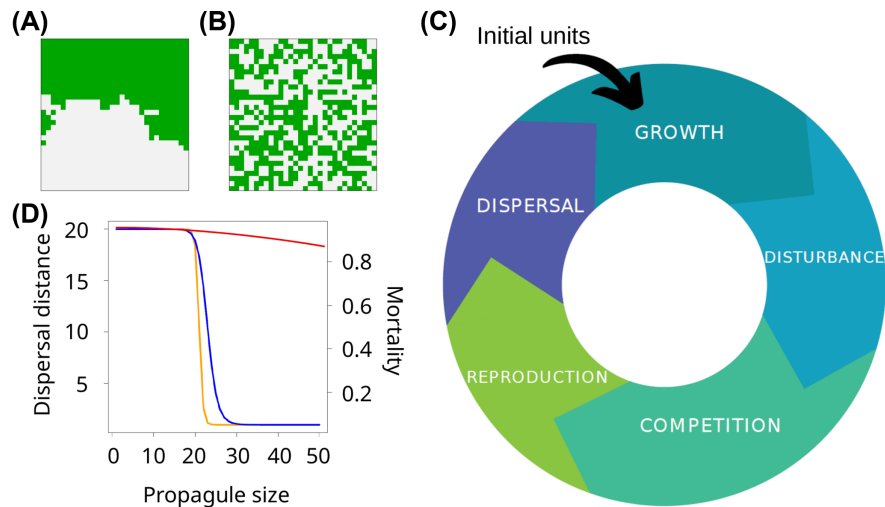 (A)
(B)
(C)
Initial units
GROWTH
DISPERSAL
DISTURBANCE
REPRODUCTION
COMPETITION
(D)
Dispersal distance
20
15
10
5
0 10 20 30 40 50
Propagule size
0.8
0.6
0.4
0.2
Mortality